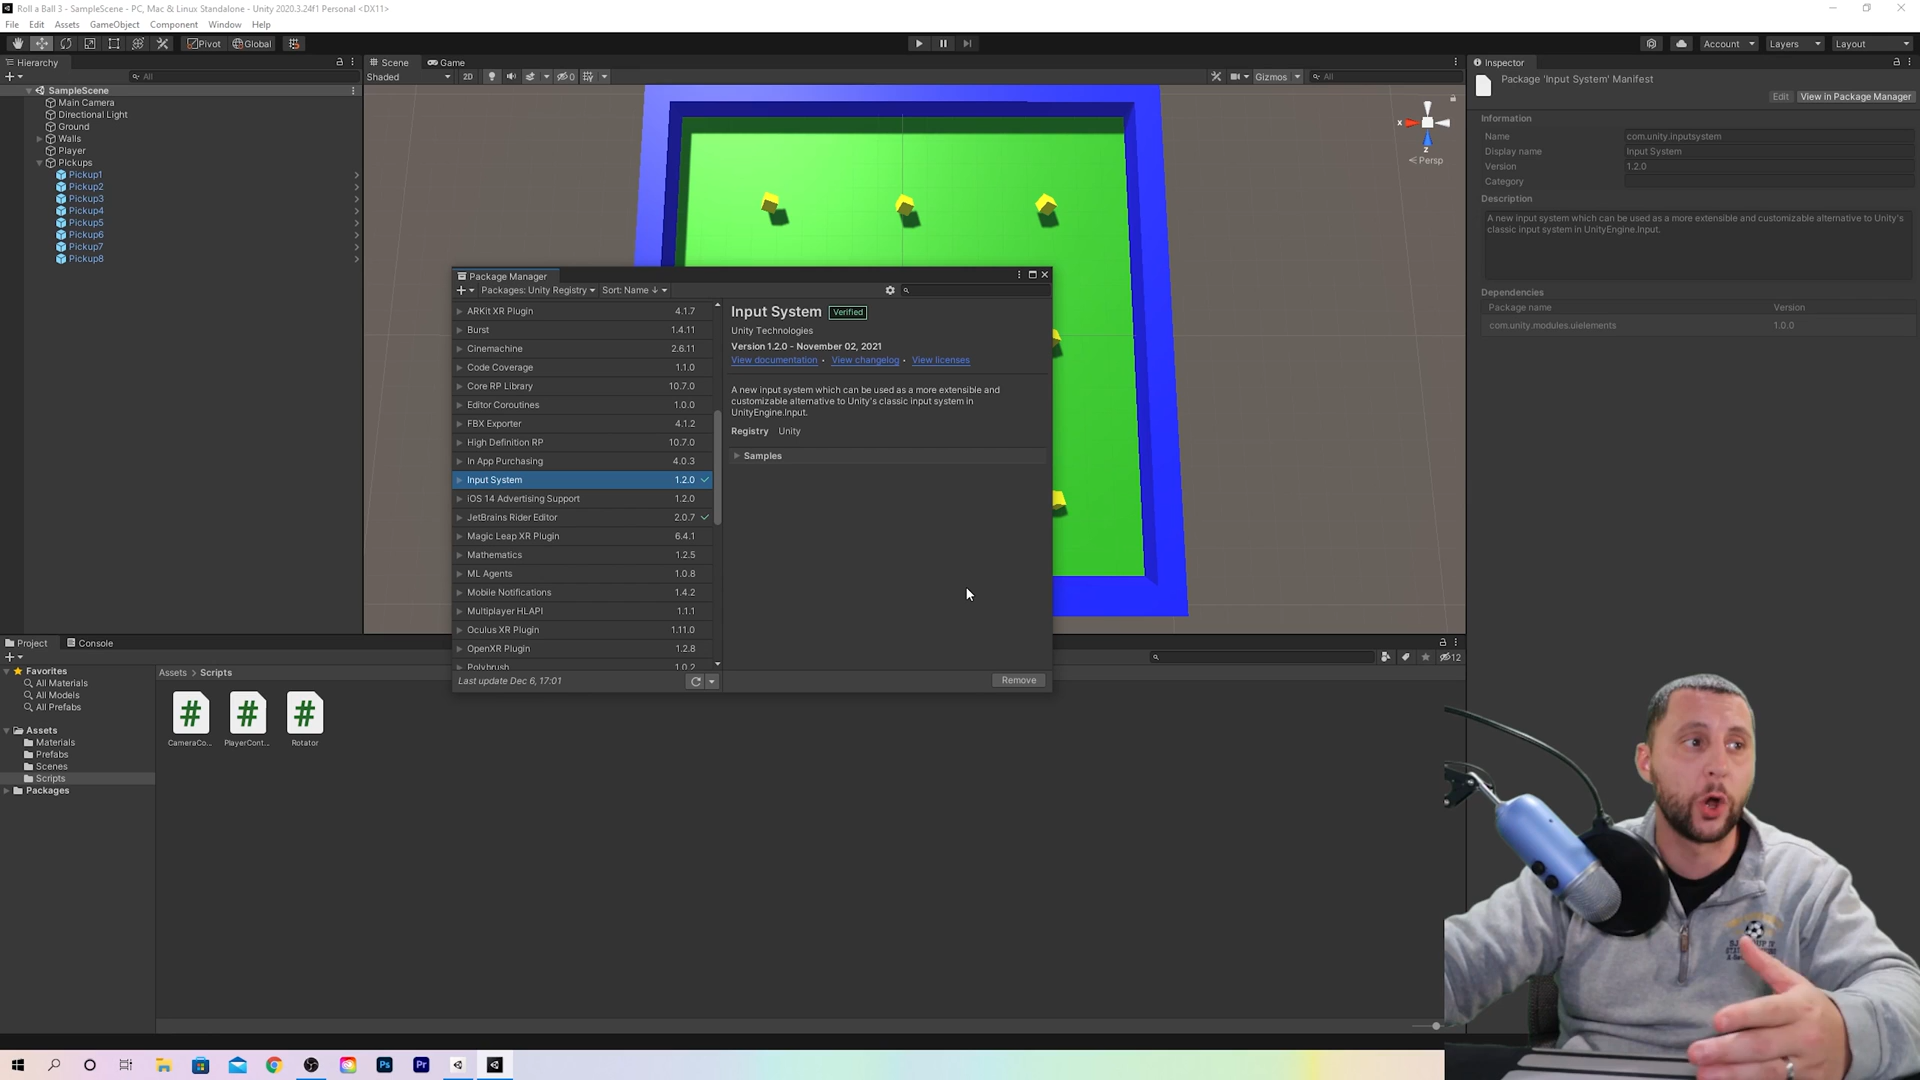 Roll a Ball 3 - SampleScene - PC, Mac & Linux Standalone - Unity 2020.3.24f1 Personal <DX11>
File Edit Assets GameObject Component Window Help
Pivot Global
Account Layers Layout
Hierarchy
All
SampleScene
Main Camera
Directional Light
Ground
Walls
Player
Pickups
Pickup1
Pickup2
Pickup3
Pickup4
Pickup5
Pickup6
Pickup7
Pickup8
Scene Game
Shaded 2D 0 Gizmos All
X
Z
Persp
Package Manager
Packages: Unity Registry Sort: Name ↓
ARKit XR Plugin 4.1.7
Burst 1.4.11
Cinemachine 2.6.11
Code Coverage 1.1.0
Core RP Library 10.7.0
Editor Coroutines 1.0.0
FBX Exporter 4.1.2
High Definition RP 10.7.0
In App Purchasing 4.0.3
Input System 1.2.0
iOS 14 Advertising Support 1.2.0
JetBrains Rider Editor 2.0.7
Magic Leap XR Plugin 6.4.1
Mathematics 1.2.5
ML Agents 1.0.8
Mobile Notifications 1.4.2
Multiplayer HLAPI 1.1.1
Oculus XR Plugin 1.11.0
OpenXR Plugin 1.2.8
Polybrush 1.0.2
Last update Dec 6, 17:01
Input System Verified
Unity Technologies
Version 1.2.0 - November 02, 2021
View documentation • View changelog • View licenses
A new input system which can be used as a more extensible and
customizable alternative to Unity's classic input system in
UnityEngine.Input.
Registry Unity
Samples
Remove
Inspector
Package 'Input System' Manifest
Edit View in Package Manager
Information
Name com.unity.inputsystem
Display name Input System
Version 1.2.0
Category
Description
A new input system which can be used as a more extensible and customizable alternative to Unity's
classic input system in UnityEngine.Input.
Dependencies
Package name Version
com.unity.modules.uielements 1.0.0
Project Console
12
Favorites
All Materials
All Models
All Prefabs
Assets
Materials
Prefabs
Scenes
Scripts
Packages
Assets > Scripts
CameraCo...
PlayerCont...
Rotator
Ps Pr